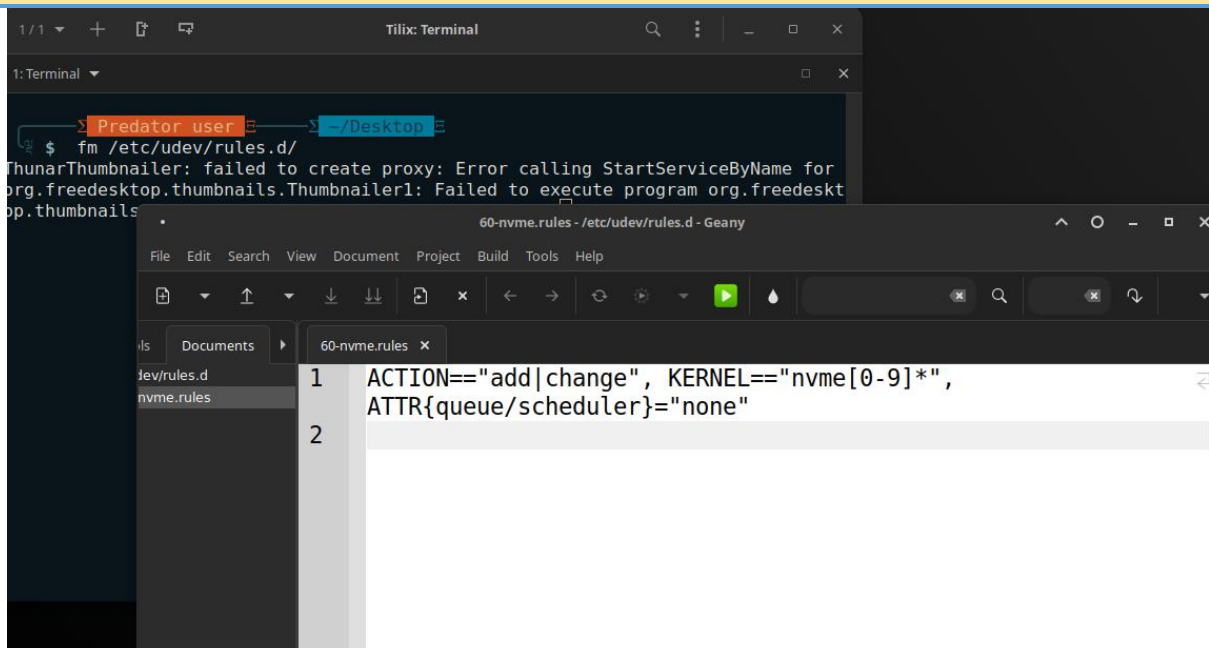 1/1
Tilix: Terminal
1: Terminal
Predator user
~/Desktop
$ fm /etc/udev/rules.d/
ThunarThumbnailer: failed to create proxy: Error calling StartServiceByName for
org.freedesktop.thumbnails.Thumbnailer1: Failed to execute program org.freedeskt
op.thumbnails
60-nvme.rules - /etc/udev/rules.d - Geany
File Edit Search View Document Project Build Tools Help
Documents
60-nvme.rules
dev/rules.d
nvme.rules
1 ACTION=="add|change", KERNEL=="nvme[0-9]*",
ATTR{queue/scheduler}="none"
2